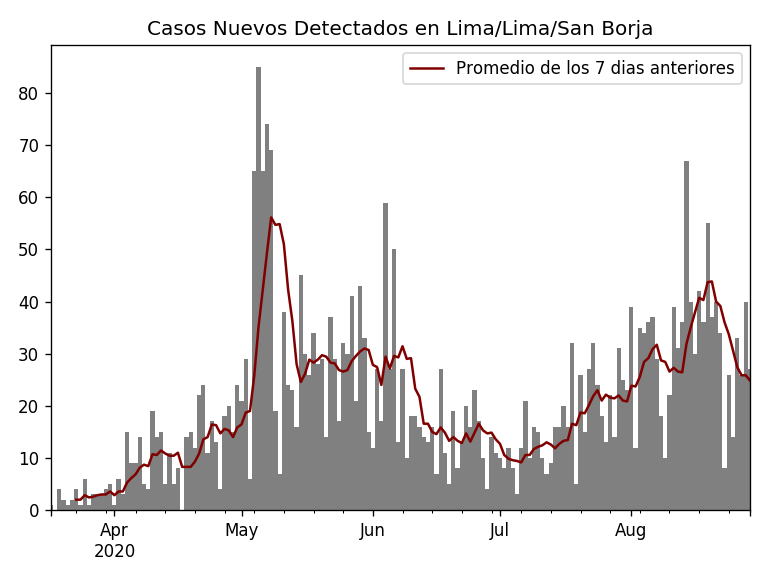 Casos Nuevos Detectados en Lima/Lima/San Borja
Promedio de los 7 dias anteriores
80
70
60
50
40
30
20
10
0
Apr
May
Jun
Jul
Aug
2020